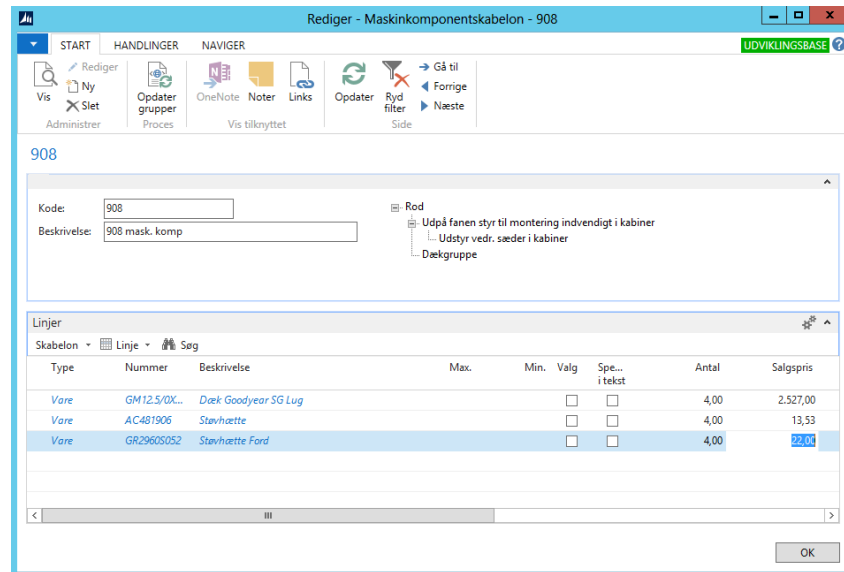 Rediger - Maskinkomponentskabelon - 908
START HANDLINGER NAVIGER
UDVIKLINGSBASE
Vis
Rediger
Ny
Slet
Opdater grupper
OneNote Noter Links
Opdater
Ryd filter
Gå til
Forrige
Næste
Administrer Proces Vis tilknyttet Side
908
Kode: 908
Beskrivelse: 908 mask. komp
Rod
Udpå fanen styr til montering indvendigt i kabiner
Udstyr vedr. sæder i kabiner
Dækgruppe
Linjer
Skabelon Linje Søg
Type Nummer Beskrivelse Max. Min. Valg Spe... i tekst Antal Salgspris
Vare GM12.5/0X... Dæk Goodyear SG Lug 4,00 2.527,00
Vare AC481906 Støvhætte 4,00 13,53
Vare GR2960S052 Støvhætte Ford 4,00 22,00
OK